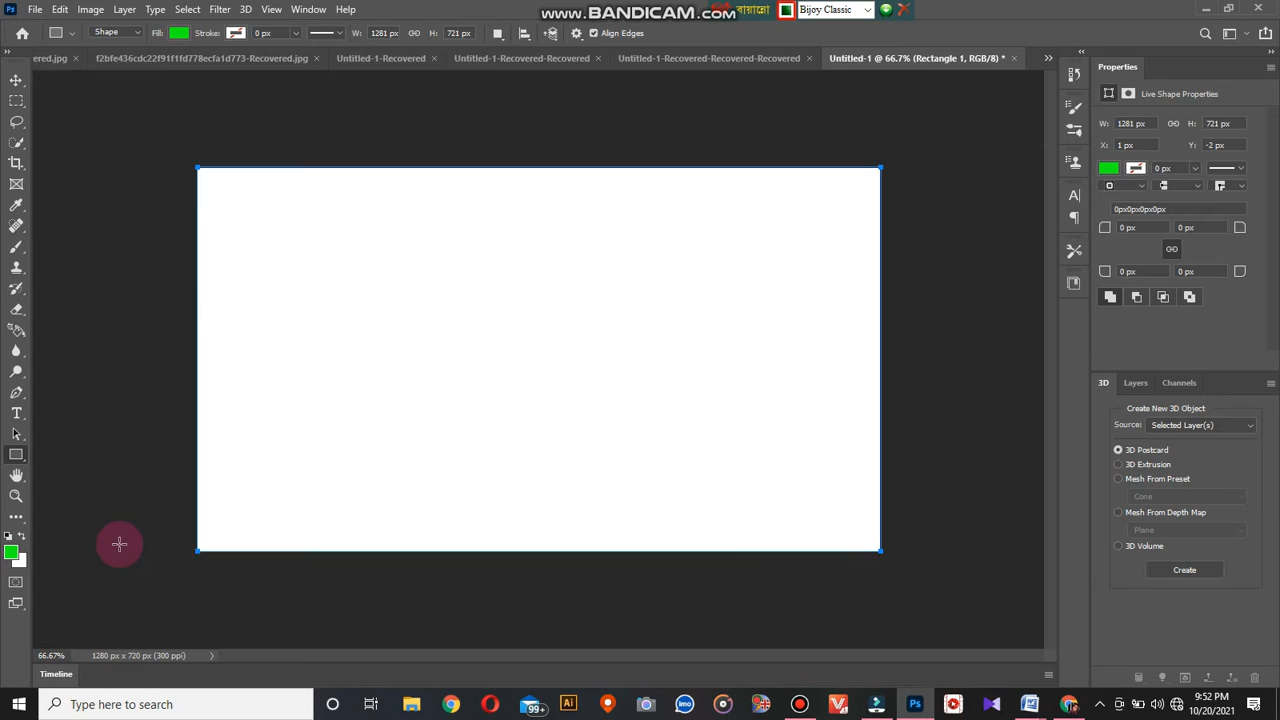 File Edit Image Layer Type Select Filter 3D View Window Help
www.BANDICAM.com
Bijoy Classic
Shape Fill: Stroke: 0 px W: 1281 px H: 721 px Align Edges
ered.jpg × f2bfe436cdc22f91f1fd778ecfa1d773-Recovered.jpg × Untitled-1-Recovered × Untitled-1-Recovered-Recovered × Untitled-1-Recovered-Recovered-Recovered × Untitled-1 @ 66.7% (Rectangle 1, RGB/8) * ×
Properties
Live Shape Properties
W: 1281 px H: 721 px
X: 1 px Y: -2 px
0 px
0px0px0px0px
0 px 0 px
0 px 0 px
3D Layers Channels
Create New 3D Object
Source: Selected Layer(s)
3D Postcard
3D Extrusion
Mesh From Preset
Cone
Mesh From Depth Map
Plane
3D Volume
Create
66.67% 1280 px x 720 px (300 ppi)
Timeline
Type here to search
99+
imo
9:52 PM
10/20/2021